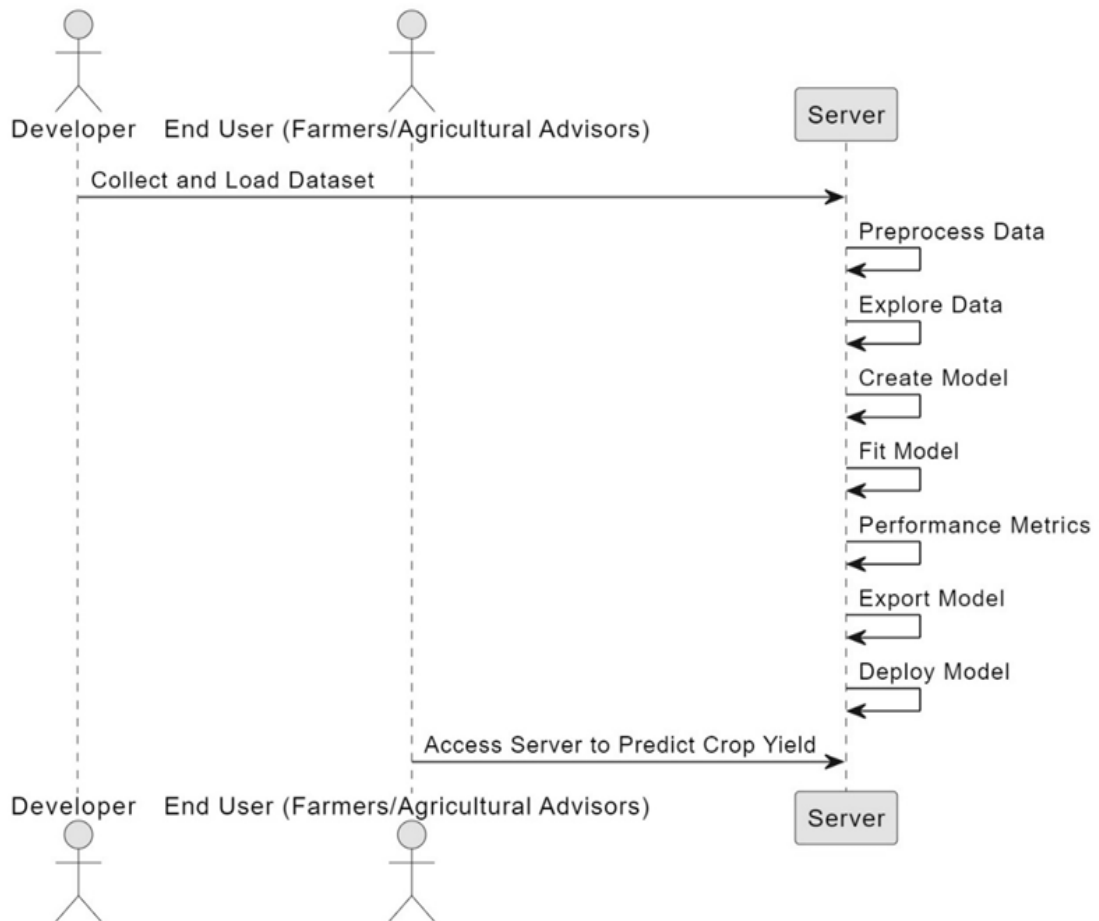 Developer
End User (Farmers/Agricultural Advisors)
Server
Collect and Load Dataset
Preprocess Data
Explore Data
Create Model
Fit Model
Performance Metrics
Export Model
Deploy Model
Access Server to Predict Crop Yield
Developer
End User (Farmers/Agricultural Advisors)
Server